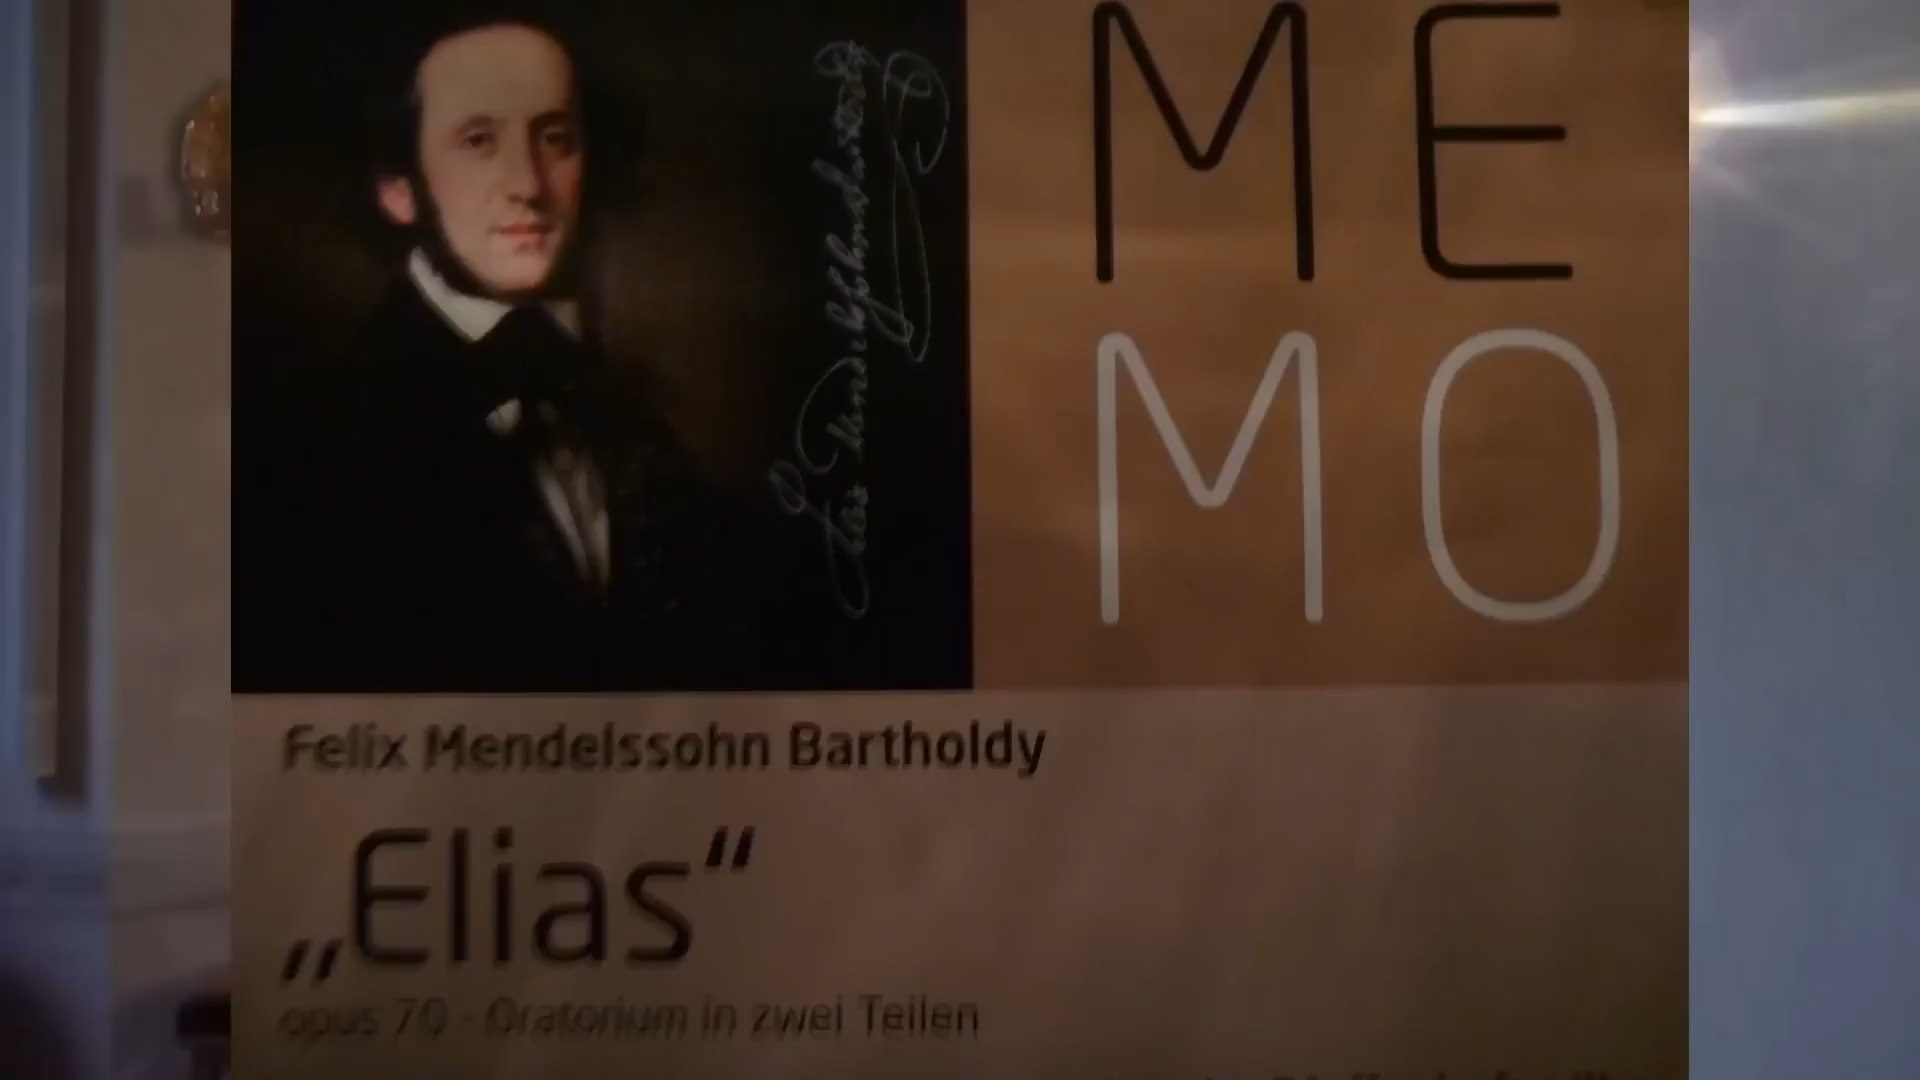 ME
MO
Felix Mendelssohn Bartholdy
„Elias“
opus 70 - Oratorium in zwei Teilen